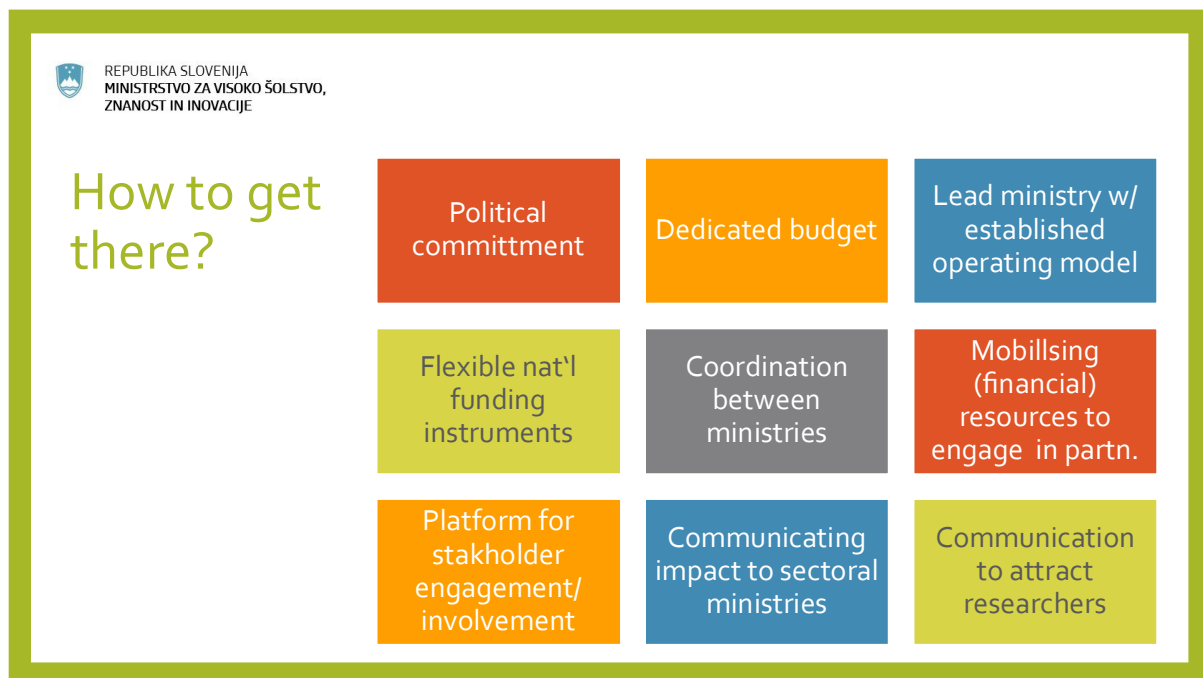 REPUBLIKA SLOVENIJA
MINISTRSTVO ZA VISOKO ŠOLSTVO,
ZNANOST IN INOVACIJE
How to get
there?
Political
committment
Dedicated budget
Lead ministry w/
established
operating model
Flexible nat‘l
funding
instruments
Coordination
between
ministries
Mobillsing
(financial)
resources to
engage  in partn.
Platform for
stakholder
engagement/
involvement
Communicating
impact to sectoral
ministries
Communication
to attract
researchers